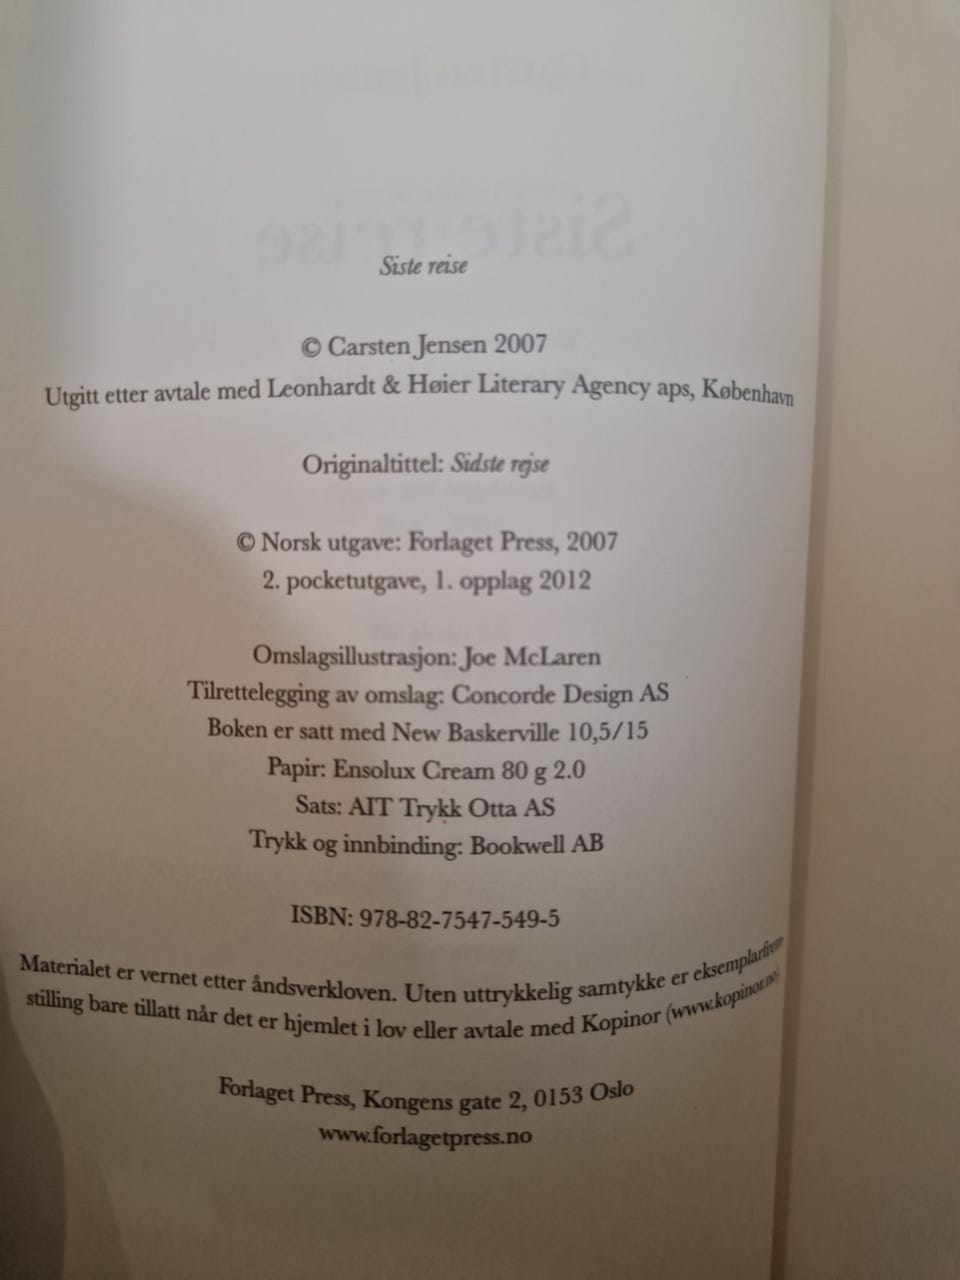 Siste reise
© Carsten Jensen 2007
Utgitt etter avtale med Leonhardt & Høier Literary Agency aps, København
Originaltittel: Sidste rejse
© Norsk utgave: Forlaget Press, 2007
2. pocketutgave, 1. opplag 2012
Omslagsillustrasjon: Joe McLaren
Tilrettelegging av omslag: Concorde Design AS
Boken er satt med New Baskerville 10,5/15
Papir: Ensolux Cream 80 g 2.0
Sats: AIT Trykk Otta AS
Trykk og innbinding: Bookwell AB
ISBN: 978-82-7547-549-5
Materialet er vernet etter åndsverkloven. Uten uttrykkelig samtykke er eksemplarfrem-
stilling bare tillatt når det er hjemlet i lov eller avtale med Kopinor (www.kopinor.no)
Forlaget Press, Kongens gate 2, 0153 Oslo
www.forlagetpress.no